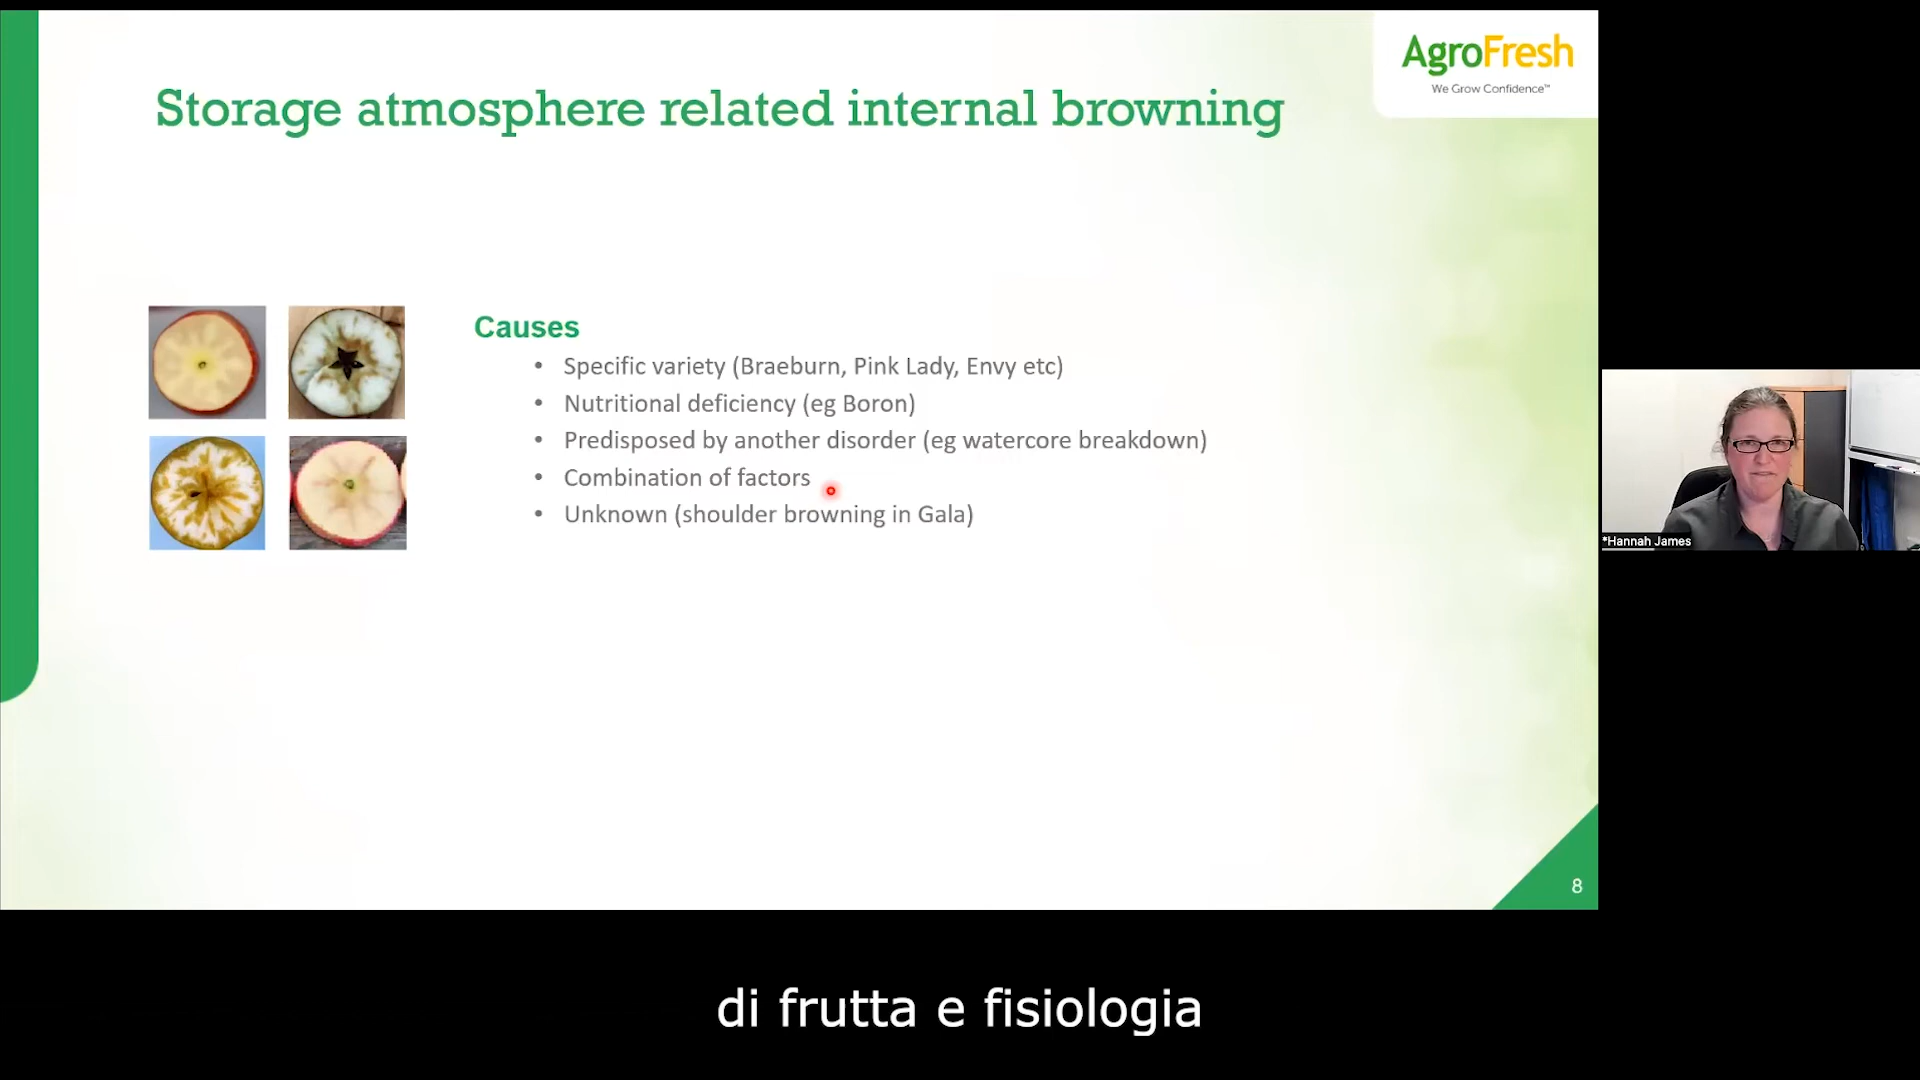 AgroFresh
We Grow Confidence™
Storage atmosphere related internal browning
Causes
• Specific variety (Braeburn, Pink Lady, Envy etc)
• Nutritional deficiency (eg Boron)
• Predisposed by another disorder (eg watercore breakdown)
• Combination of factors
• Unknown (shoulder browning in Gala)
*Hannah James
8
di frutta e fisiologia